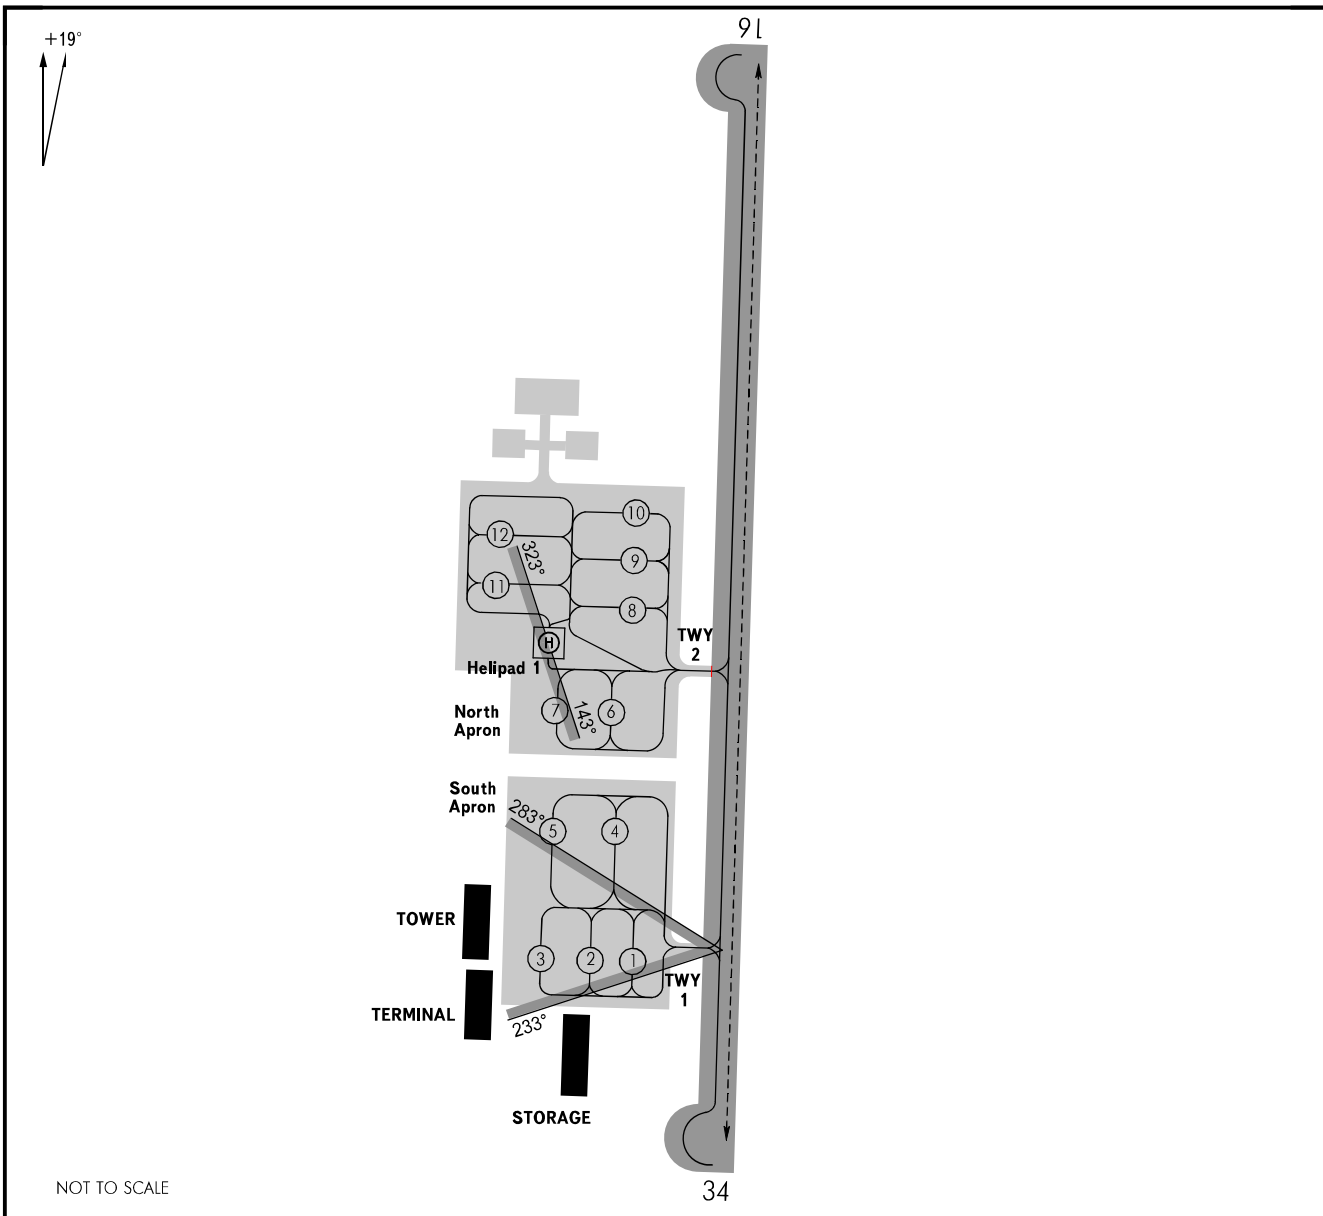 +19°
16
10
12
323°
9
11
8
TWY
2
H
Helipad 1
7
143°
6
North
Apron
South
Apron
283°
5
4
TOWER
3
2
1
TWY
1
TERMINAL
233°
STORAGE
NOT TO SCALE
34